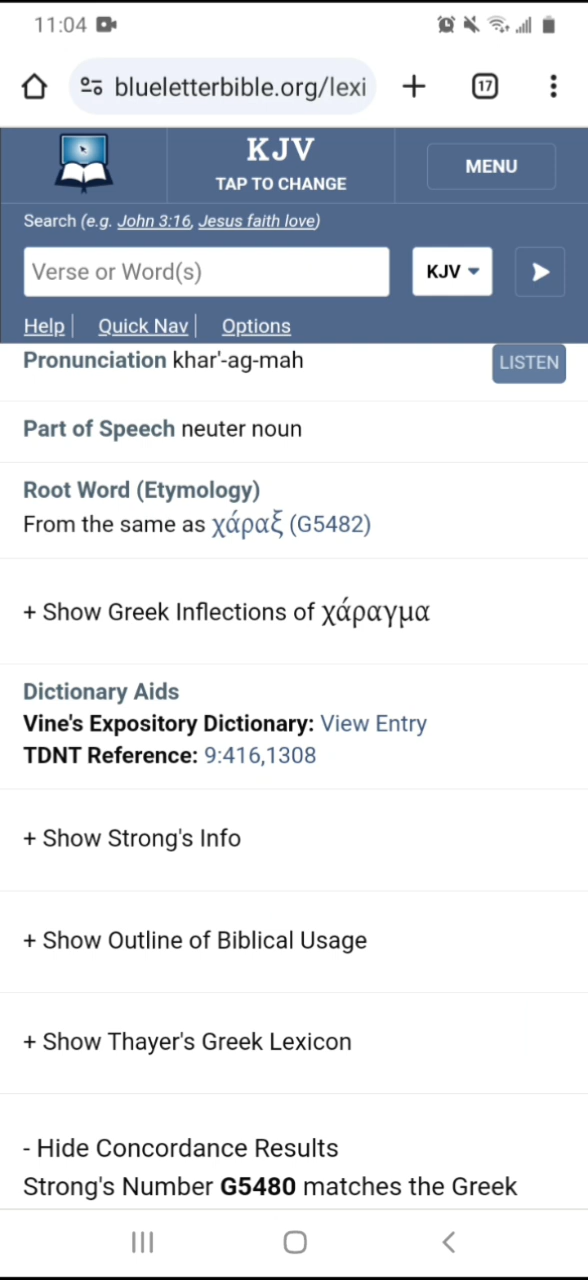 11:04
blueletterbible.org/lexi
17
KJV
TAP TO CHANGE
MENU
Search (e.g. John 3:16, Jesus faith love)
Verse or Word(s)
KJV
Help
Quick Nav
Options
Pronunciation khar'-ag-mah
LISTEN
Part of Speech neuter noun
Root Word (Etymology)
From the same as χάραξ (G5482)
+ Show Greek Inflections of χάραγμα
Dictionary Aids
Vine's Expository Dictionary: View Entry
TDNT Reference: 9:416,1308
+ Show Strong's Info
+ Show Outline of Biblical Usage
+ Show Thayer's Greek Lexicon
- Hide Concordance Results
Strong's Number G5480 matches the Greek